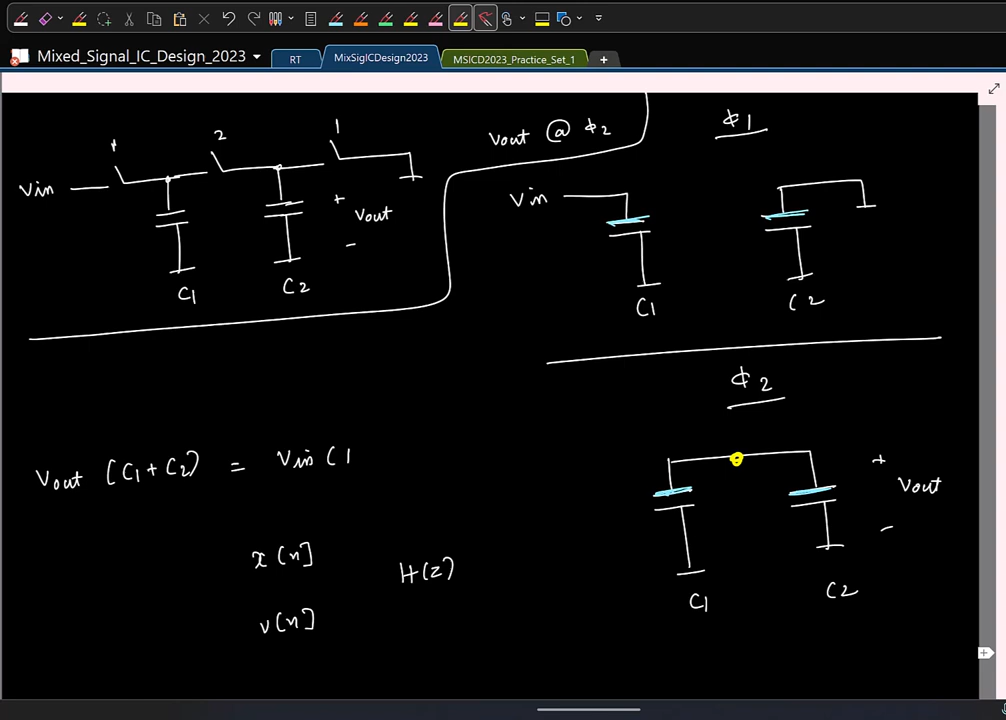 Mixed_Signal_IC_Design_2023
RT
MixSigICDesign2023
MSICD2023_Practice_Set_1
1
2
1
Vin
+
Vout
-
C1
C2
Vout @ ϕ2
ϕ1
Vin
C1
C2
ϕ2
Vout (C1+C2) = Vin C1
+
Vout
-
C1
C2
x[n]
H(z)
v[n]